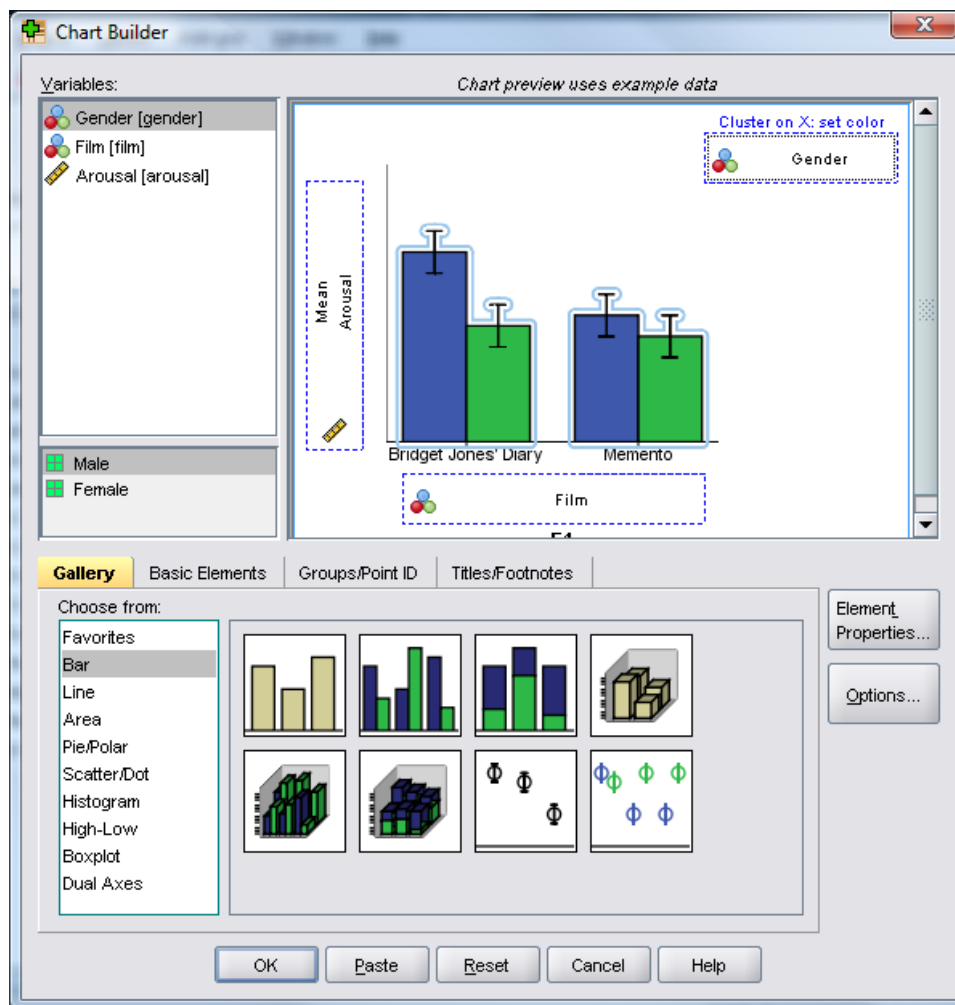 Chart Builder
Variables:
Chart preview uses example data
Gender [gender]
Film [film]
Arousal [arousal]
Male
Female
Cluster on X: set color
Gender
Mean
Arousal
Bridget Jones' Diary
Memento
Film
Gallery
Basic Elements
Groups/Point ID
Titles/Footnotes
Choose from:
Favorites
Bar
Line
Area
Pie/Polar
Scatter/Dot
Histogram
High-Low
Boxplot
Dual Axes
Element
Properties...
Options...
OK
Paste
Reset
Cancel
Help